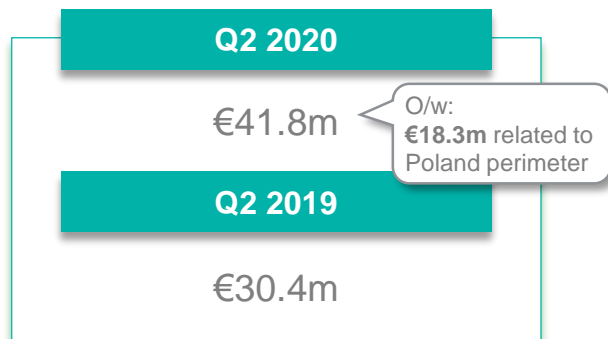 Q2 2020
€41.8m
O/w:
€18.3m related to
Poland perimeter
Q2 2019
€30.4m